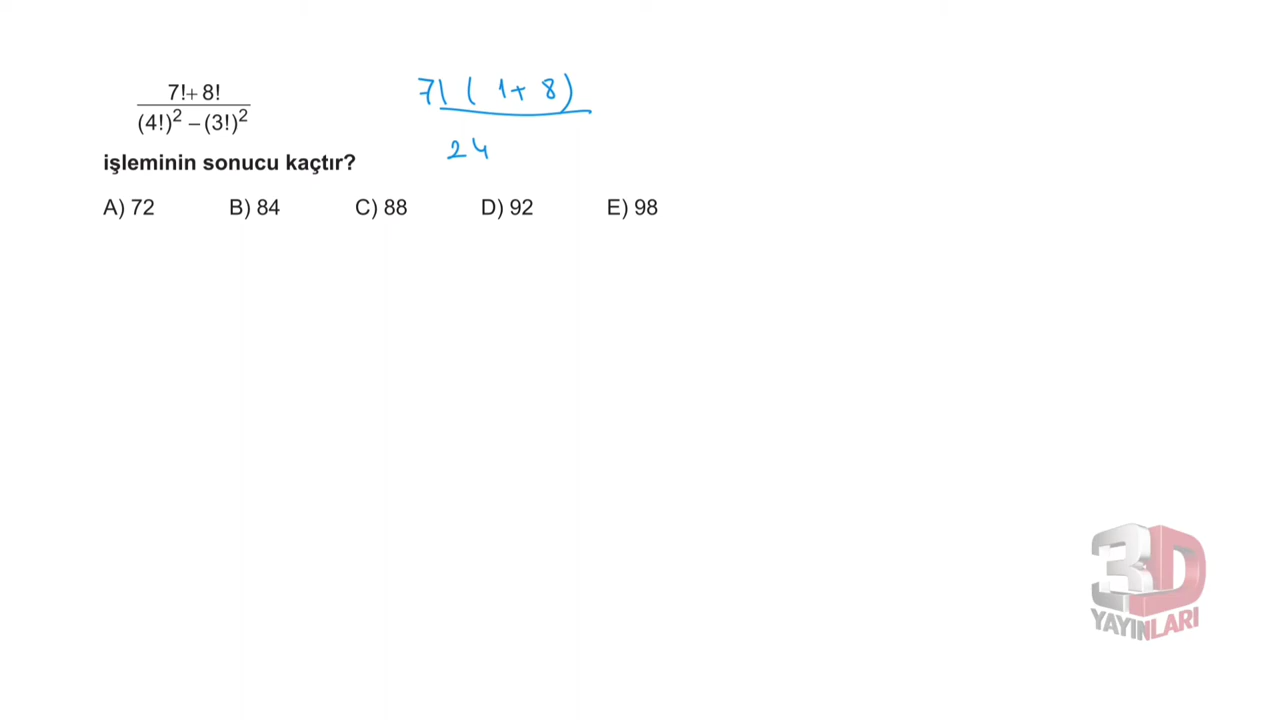 7!+ 8!
(4!)² – (3!)²
işleminin sonucu kaçtır?
A) 72 B) 84 C) 88 D) 92 E) 98
7! ( 1 + 8 )
24
3D
YAYINLARI